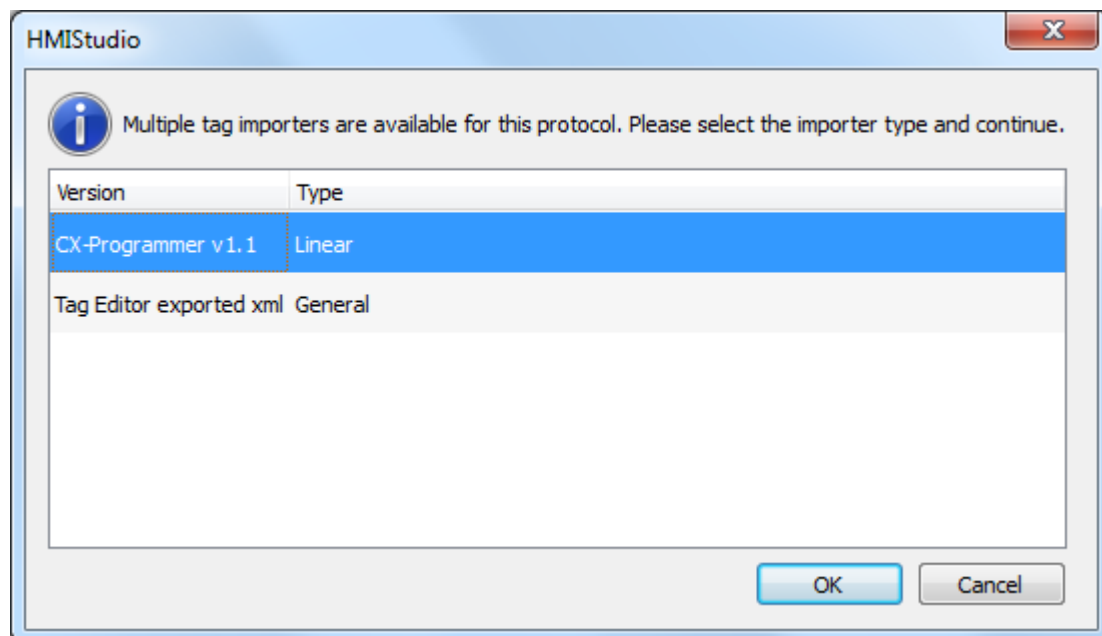 HMIStudio
Multiple tag importers are available for this protocol. Please select the importer type and continue.
Version Type
CX-Programmer v1.1 Linear
Tag Editor exported xml General
OK Cancel